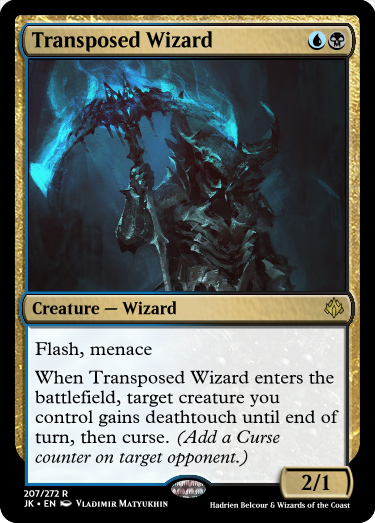 Transposed Wizard
Creature — Wizard
Flash, menace
When Transposed Wizard enters the
battlefield, target creature you
control gains deathtouch until end of
turn, then curse. (Add a Curse
counter on target opponent.)
2/1
207/272 R
JK • EN Vladimir Matyukhin
Hadrien Belcour & Wizards of the Coast